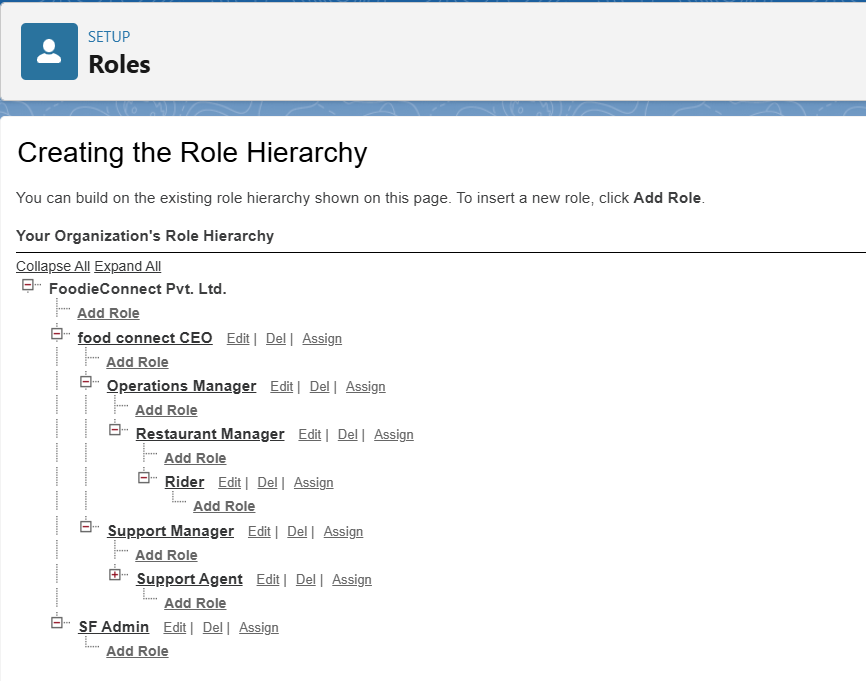 SETUP
Roles
Creating the Role Hierarchy
You can build on the existing role hierarchy shown on this page. To insert a new role, click Add Role.
Your Organization's Role Hierarchy
Collapse All Expand All
FoodieConnect Pvt. Ltd.
Add Role
food connect CEO Edit | Del | Assign
Add Role
Operations Manager Edit | Del | Assign
Add Role
Restaurant Manager Edit | Del | Assign
Add Role
Rider Edit | Del | Assign
Add Role
Support Manager Edit | Del | Assign
Add Role
Support Agent Edit | Del | Assign
Add Role
SF Admin Edit | Del | Assign
Add Role